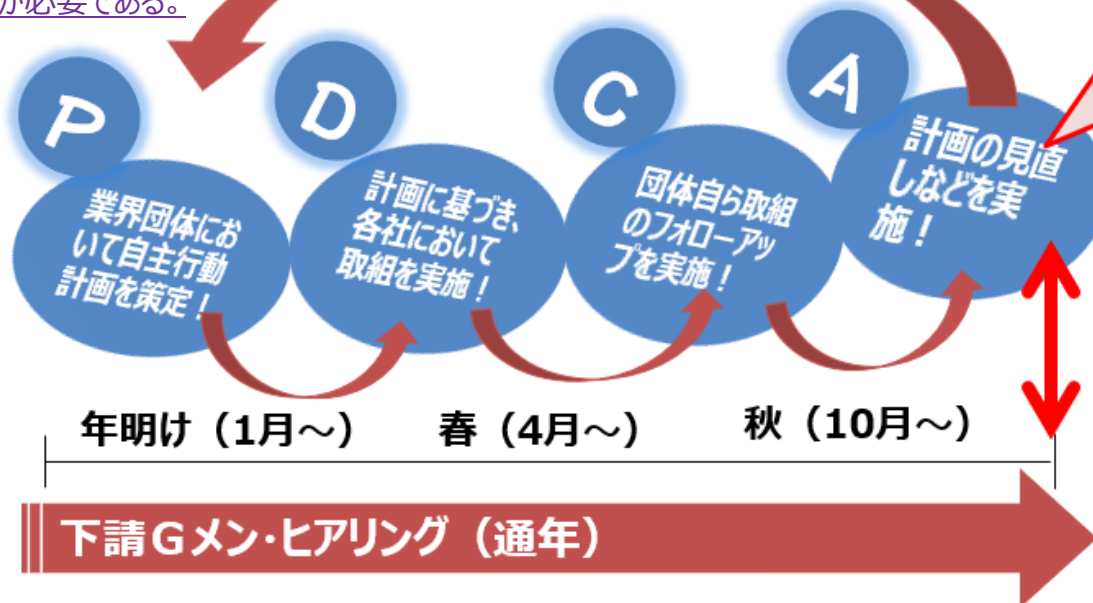 が必要である。
P
業界団体にお
いて自主行動
計画を策定！
D
計画に基づき、
各社において
取組を実施！
C
団体自ら取組
のフォローアッ
プを実施！
A
計画の見直
しなどを実
施！
年明け（1月～） 春（4月～） 秋（10月～）
下請Gメン・ヒアリング（通年）